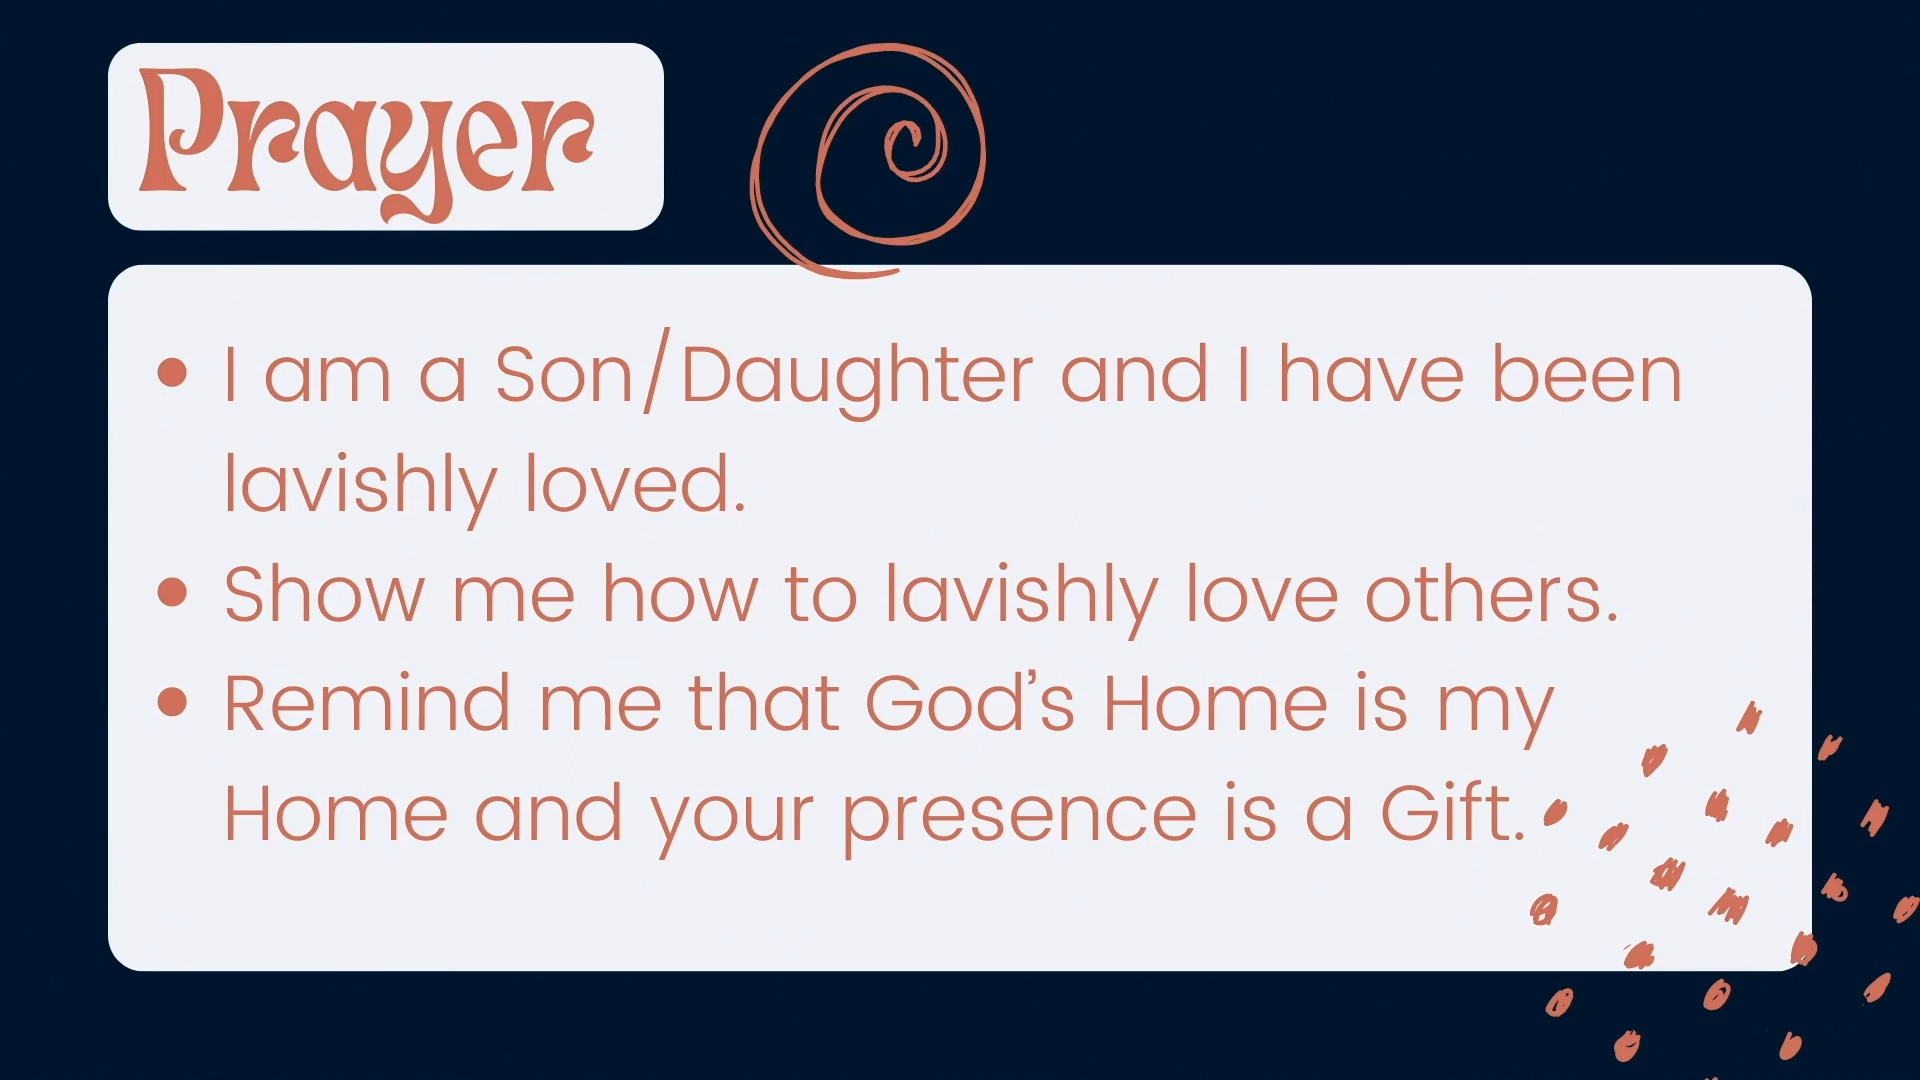 Prayer
• I am a Son/Daughter and I have been
lavishly loved.
• Show me how to lavishly love others.
• Remind me that God’s Home is my
Home and your presence is a Gift.